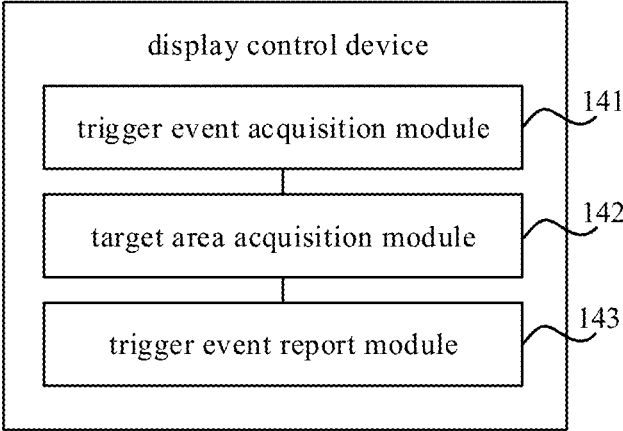 display control device
trigger event acquisition module
141
target area acquisition module
142
trigger event report module
143